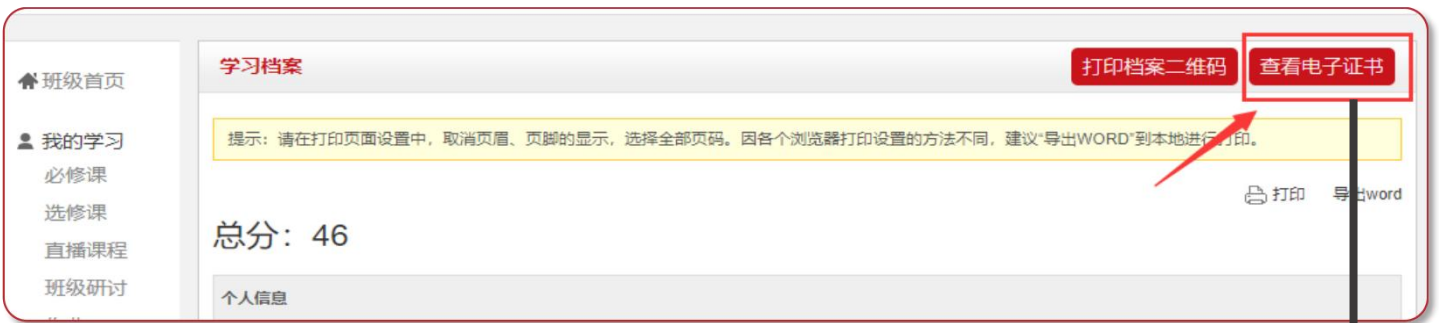 班级首页
我的学习
必修课
选修课
直播课程
班级研讨
学习档案
打印档案二维码
查看电子证书
提示：请在打印页面设置中，取消页眉、页脚的显示，选择全部页码。因各个浏览器打印设置的方法不同，建议“导出WORD”到本地进行打印。
打印 导出word
总分：46
个人信息